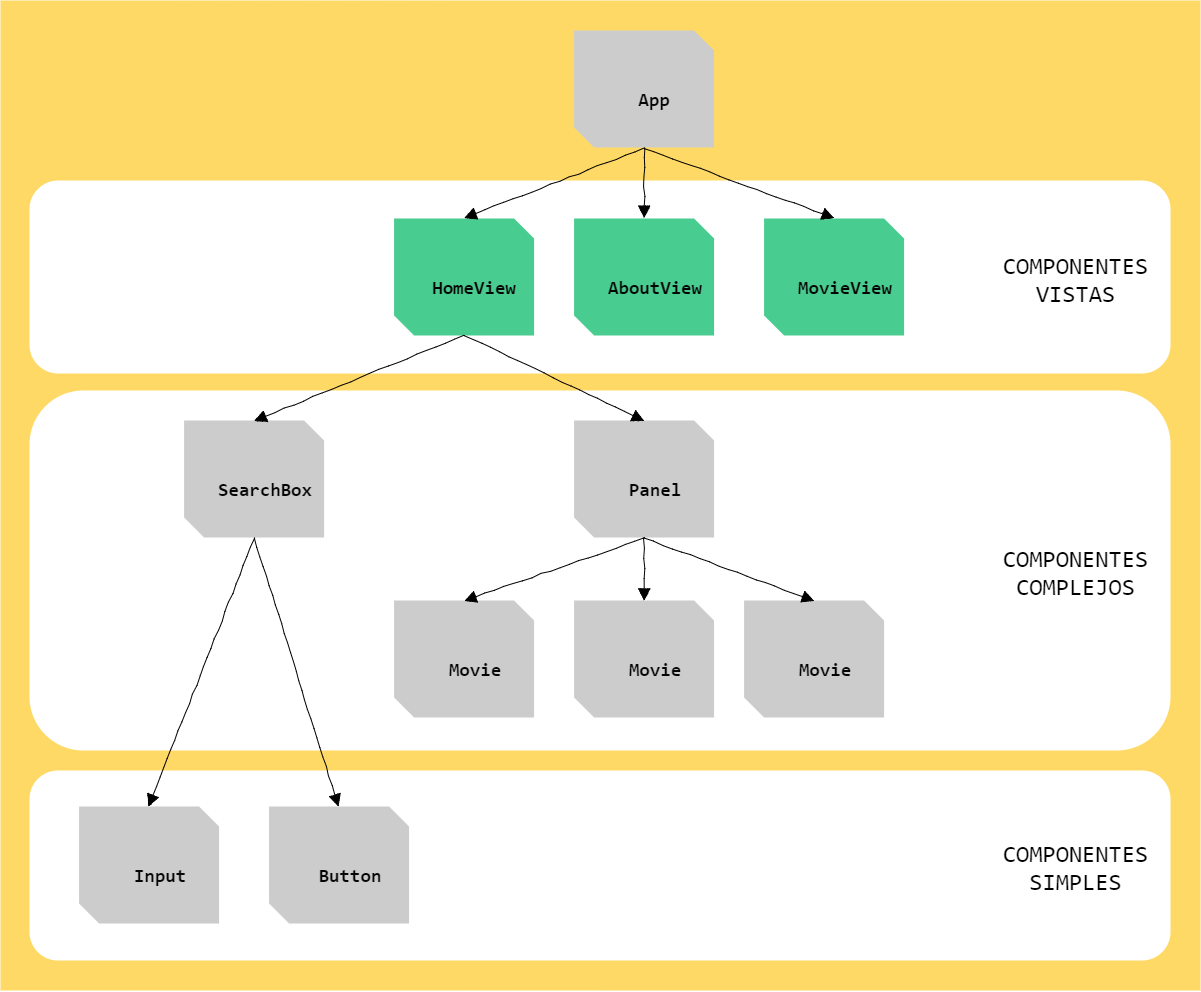 App
HomeView
AboutView
MovieView
COMPONENTES
VISTAS
SearchBox
Panel
Movie
Movie
Movie
COMPONENTES
COMPLEJOS
Input
Button
COMPONENTES
SIMPLES